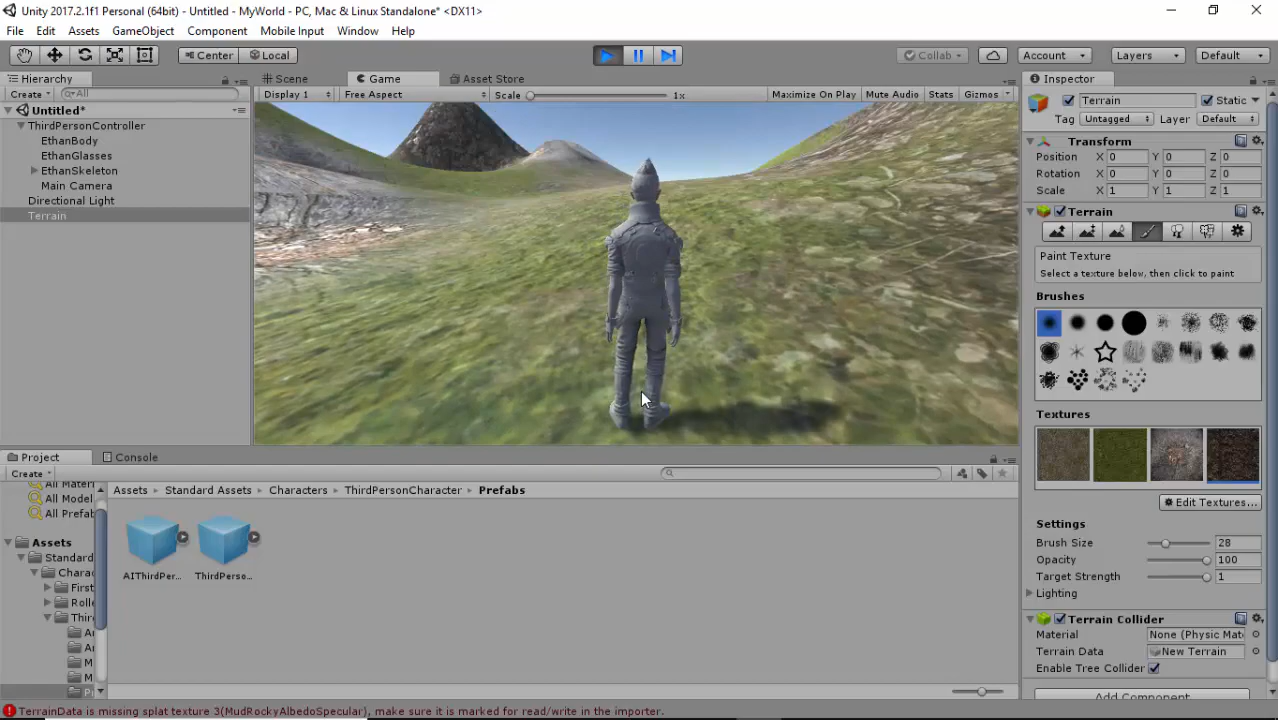 Unity 2017.2.1f1 Personal (64bit) - Untitled - MyWorld - PC, Mac & Linux Standalone* <DX11>
File Edit Assets GameObject Component Mobile Input Window Help
Center Local Collab Account Layers Default
Hierarchy Scene Game Asset Store Inspector
Create All Display 1 Free Aspect Scale 1x Maximize On Play Mute Audio Stats Gizmos
Terrain Static
Untitled*
Tag Untagged Layer Default
ThirdPersonController
EthanBody
Transform
EthanGlasses
Position X 0 Y 0 Z 0
EthanSkeleton
Rotation X 0 Y 0 Z 0
Main Camera
Scale X 1 Y 1 Z 1
Directional Light
Terrain
Terrain
Paint Texture
Select a texture below, then click to paint
Brushes
Textures
Project Console
Create
Edit Textures...
All Materi
All Model
All Prefab
Assets
Standard
Charac
First
Rolle
Thir
A
A
M
M
P
Assets Standard Assets Characters ThirdPersonCharacter Prefabs
AIThirdPer... ThirdPerso...
Settings
Brush Size 28
Opacity 100
Target Strength 1
Lighting
Terrain Collider
Material None (Physic Mate
Terrain Data New Terrain
Enable Tree Collider
Add Component
TerrainData is missing splat texture 3(MudRockyAlbedoSpecular), make sure it is marked for read/write in the importer.